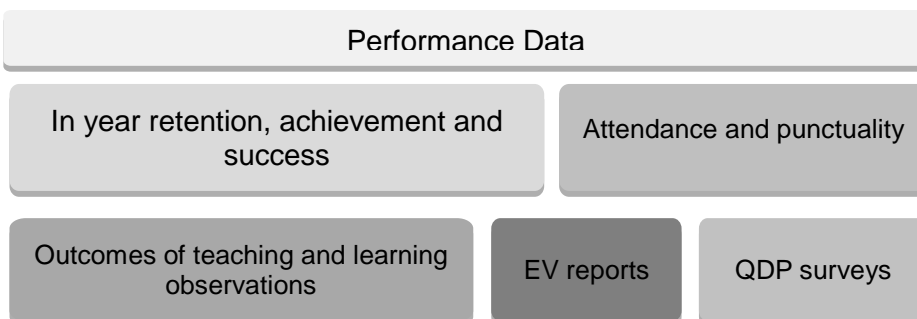 Performance Data
In year retention, achievement and
success
Attendance and punctuality
Outcomes of teaching and learning
observations
EV reports
QDP surveys